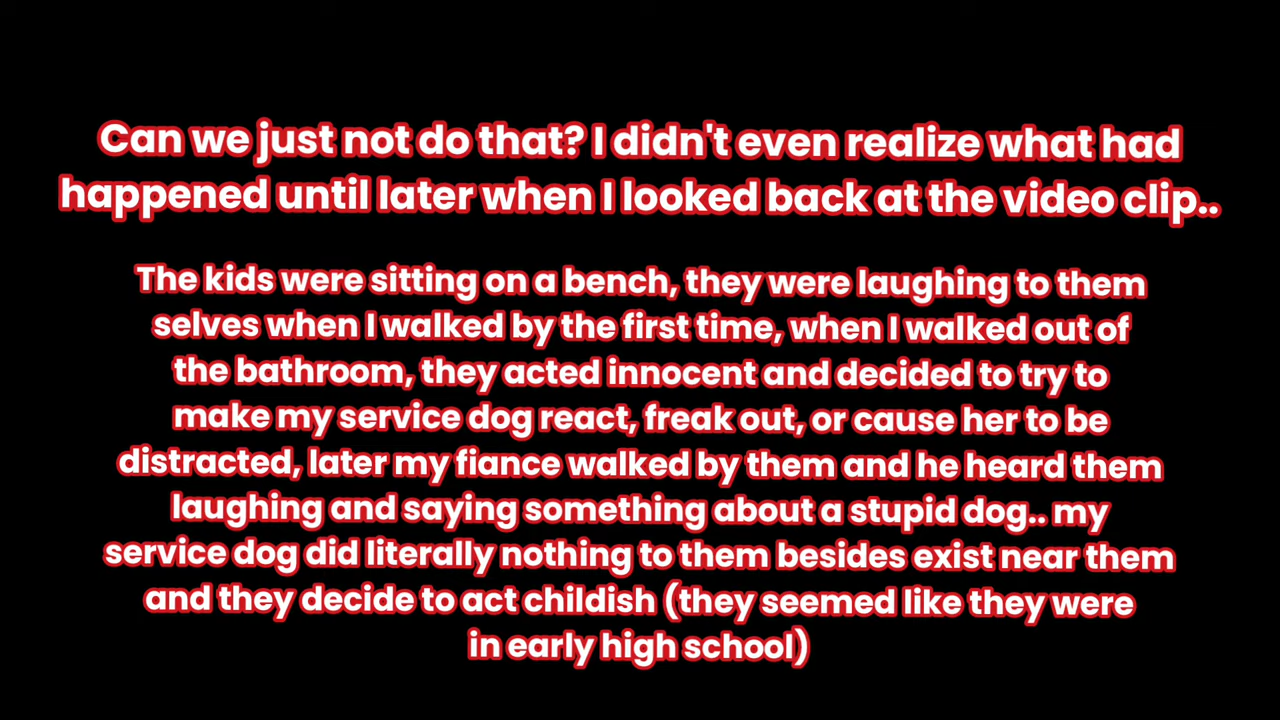 Can we just not do that? I didn't even realize what had
happened until later when I looked back at the video clip..
The kids were sitting on a bench, they were laughing to them
selves when I walked by the first time, when I walked out of
the bathroom, they acted innocent and decided to try to
make my service dog react, freak out, or cause her to be
distracted, later my fiance walked by them and he heard them
laughing and saying something about a stupid dog.. my
service dog did literally nothing to them besides exist near them
and they decide to act childish (they seemed like they were
in early high school)